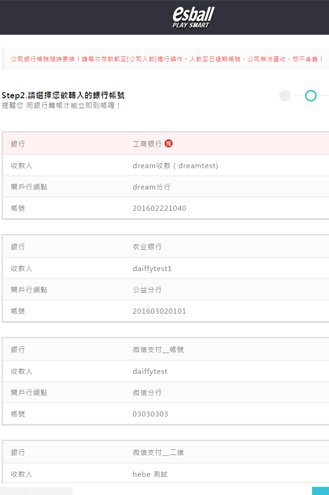 esball
PLAY SMART
公司銀行帳號隨時更換！請每次存款都至[公司入款]進行操作。入款至已過期帳號，公司無法查收，恕不負責！
Step2.請選擇您欲轉入的銀行帳號
提醒您 同銀行轉帳才能立即到帳喔！
銀行 工商银行
收款人 dream收款 ( dreamtest)
開戶行網點 dream分行
帳號 201602221040
銀行 农业银行
收款人 daiffytest1
開戶行網點 公益分行
帳號 201603020101
銀行 微信支付__帳號
收款人 daiffytest
開戶行網點 微信分行
帳號 03030303
銀行 微信支付__二維
收款人 hebe 測試